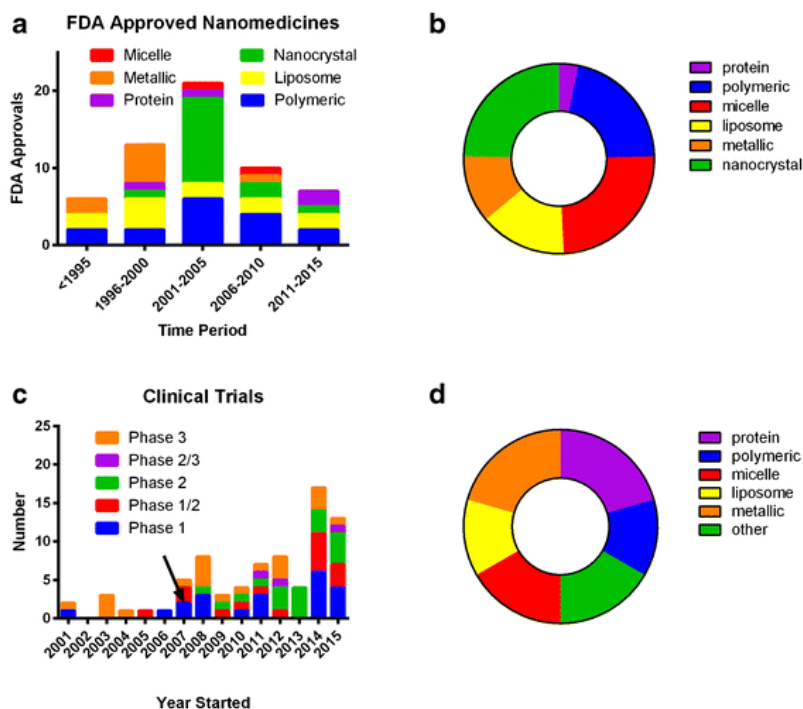 a
FDA Approved Nanomedicines
Micelle
Metallic
Protein
Nanocrystal
Liposome
Polymeric
FDA Approvals
20
10
0
<1995
1996-2000
2001-2005
2006-2010
2011-2015
Time Period
b
protein
polymeric
micelle
liposome
metallic
nanocrystal
c
Clinical Trials
Phase 3
Phase 2/3
Phase 2
Phase 1/2
Phase 1
Number
25
20
15
10
5
0
2001
2002
2003
2004
2005
2006
2007
2008
2009
2010
2011
2012
2013
2014
2015
Year Started
d
protein
polymeric
micelle
liposome
metallic
other